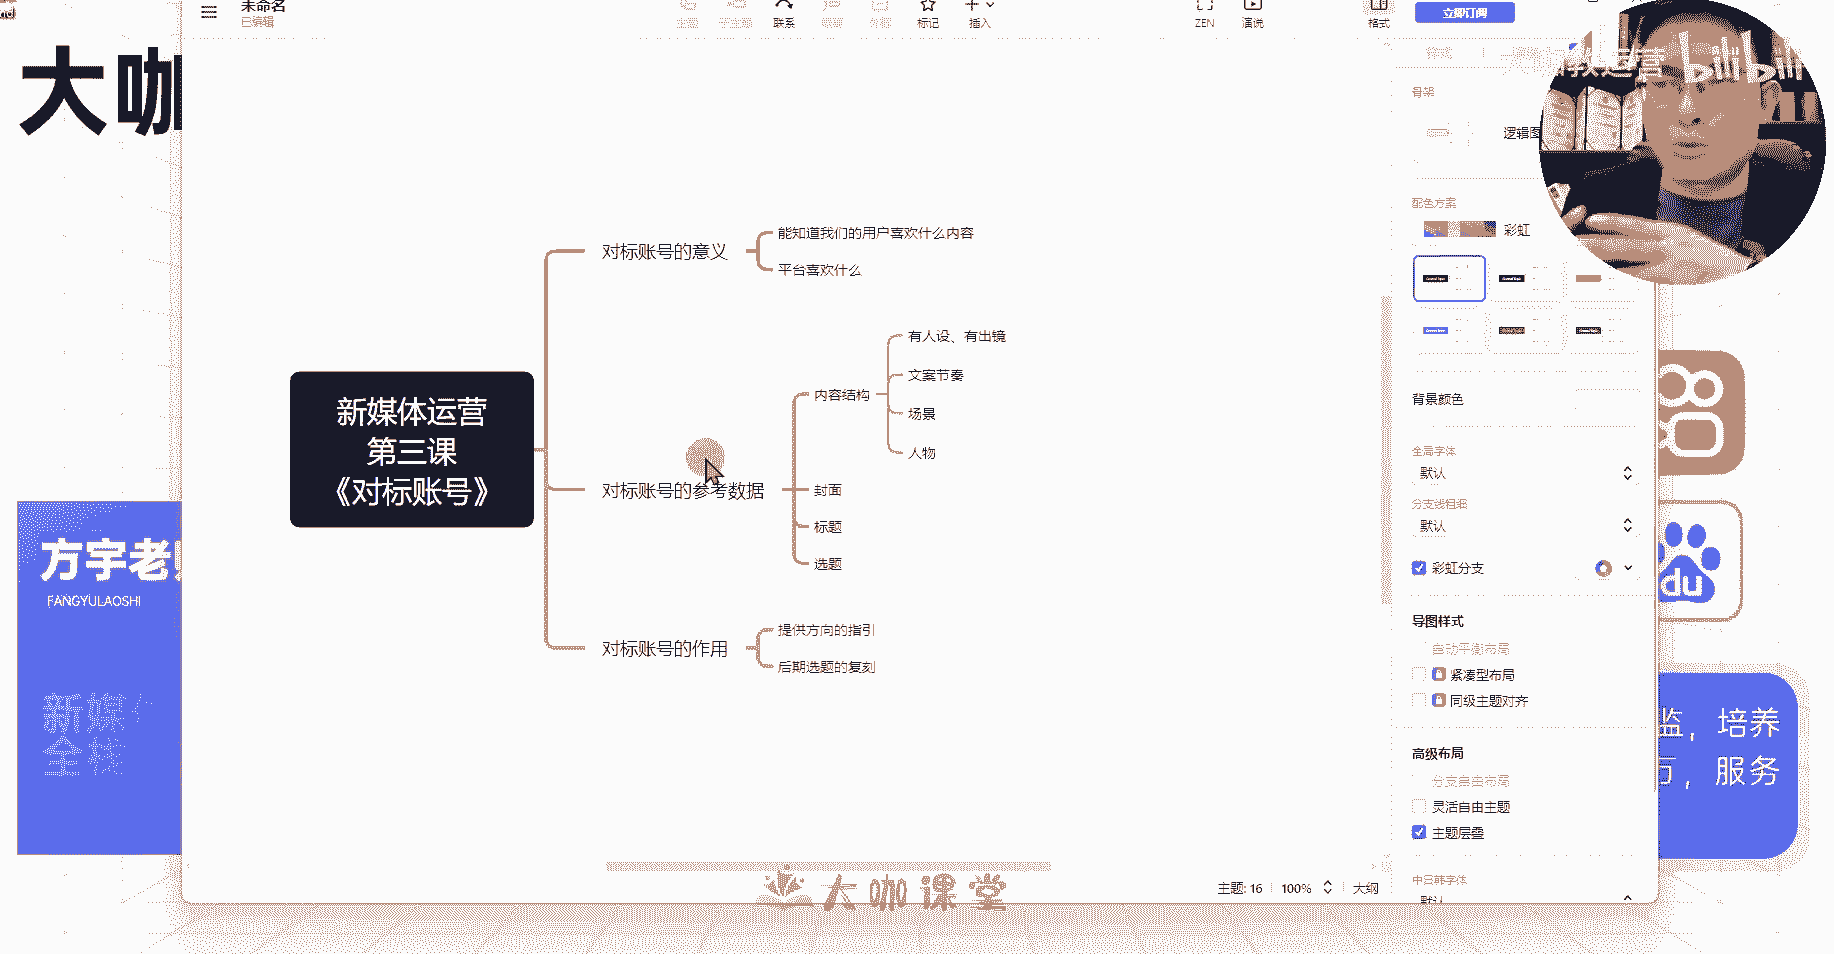 未命名
已编辑
主题
子主题
联系
概要
外框
标记
插入
ZEN
演说
格式
立即订阅
大咖
教运营
bilibili
骨架
逻辑图
配色方案
彩虹
背景颜色
全局字体
默认
分支线粗细
默认
彩虹分支
导图样式
自动平衡布局
紧凑型布局
同级主题对齐
高级布局
分支自由布局
灵活自由主题
主题层叠
中日韩字体
默认
新媒体运营
第三课
《对标账号》
对标账号的意义
能知道我们的用户喜欢什么内容
平台喜欢什么
对标账号的参考数据
内容结构
有人设、有出镜
文案节奏
场景
人物
封面
标题
选题
对标账号的作用
提供方向的指引
后期选题的复刻
方宇老
FANGYULAOSHI
新媒
全栈
du
监，培养
万，服务
大咖课堂
主题: 16
100%
大纲